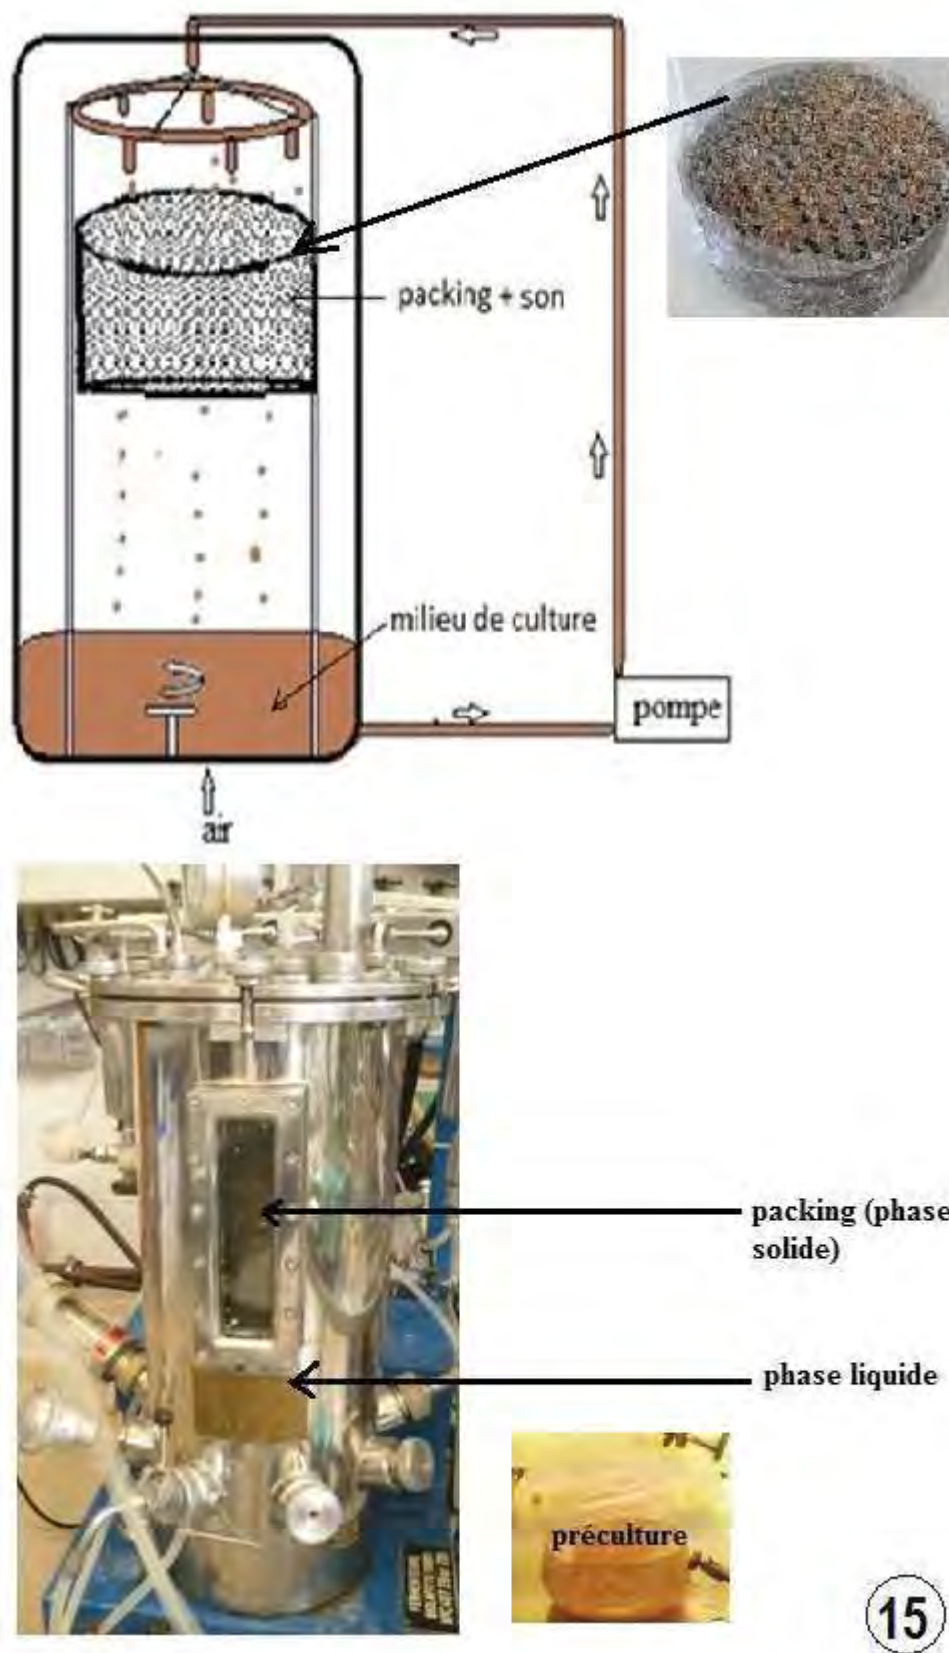 packing + son
milieu de culture
pompe
air
packing (phase
solide)
phase liquide
préculture
15